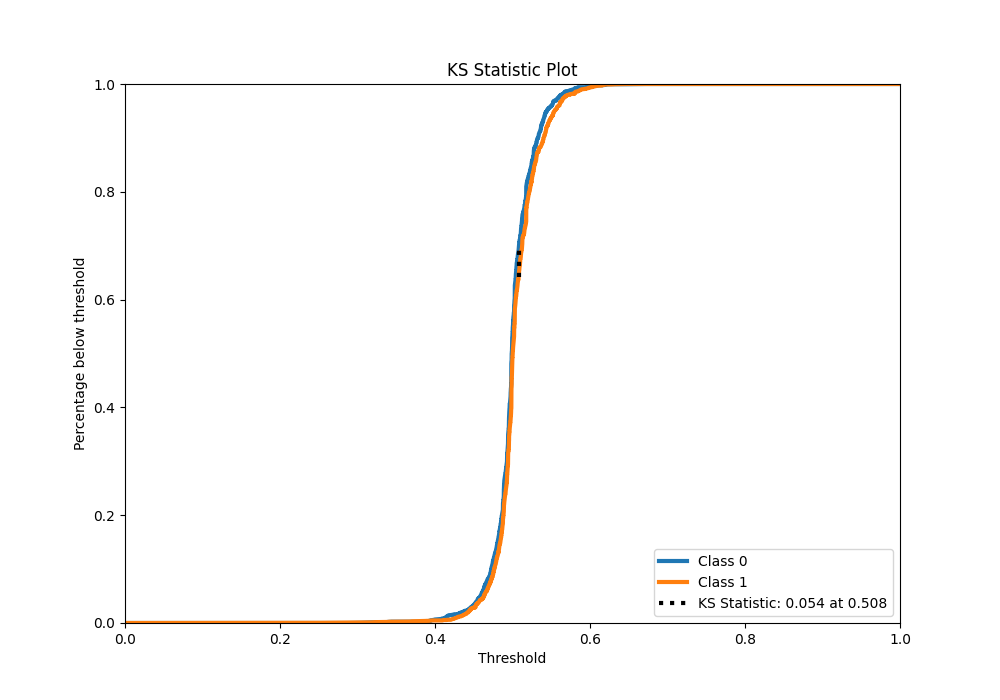 KS Statistic Plot
1.0
0.8
0.6
0.4
0.2
0.0
Percentage below threshold
0.0 0.2 0.4 0.6 0.8 1.0
Threshold
Class 0
Class 1
KS Statistic: 0.054 at 0.508